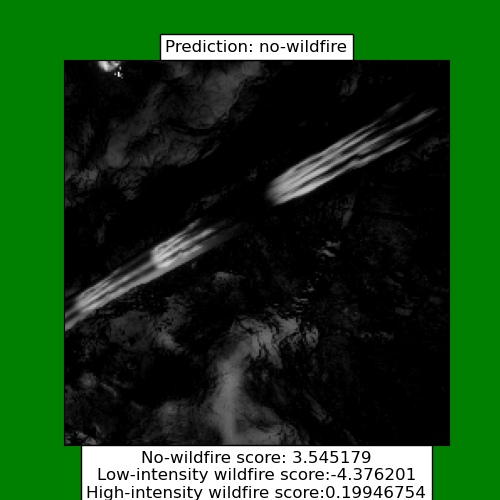 Prediction: no-wildfire
No-wildfire score: 3.545179
Low-intensity wildfire score:-4.376201
High-intensity wildfire score:0.19946754